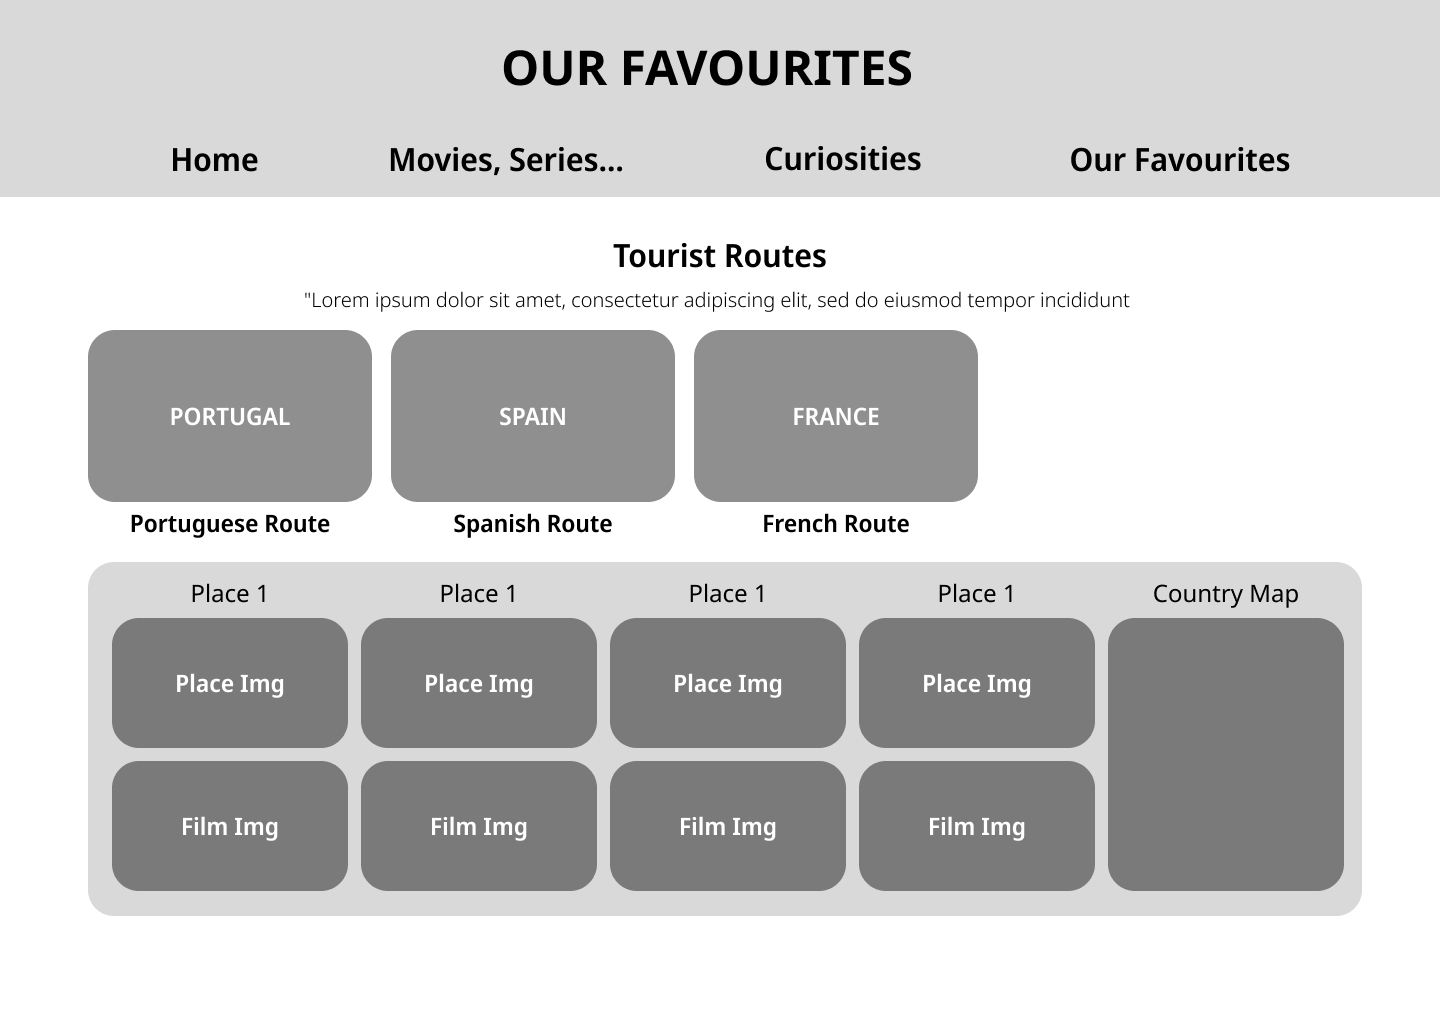 OUR FAVOURITES
Home Movies, Series... Curiosities Our Favourites
Tourist Routes
"Lorem ipsum dolor sit amet, consectetur adipiscing elit, sed do eiusmod tempor incididunt
PORTUGAL SPAIN FRANCE
Portuguese Route Spanish Route French Route
Place 1 Place 1 Place 1 Place 1 Country Map
Place Img Place Img Place Img Place Img
Film Img Film Img Film Img Film Img